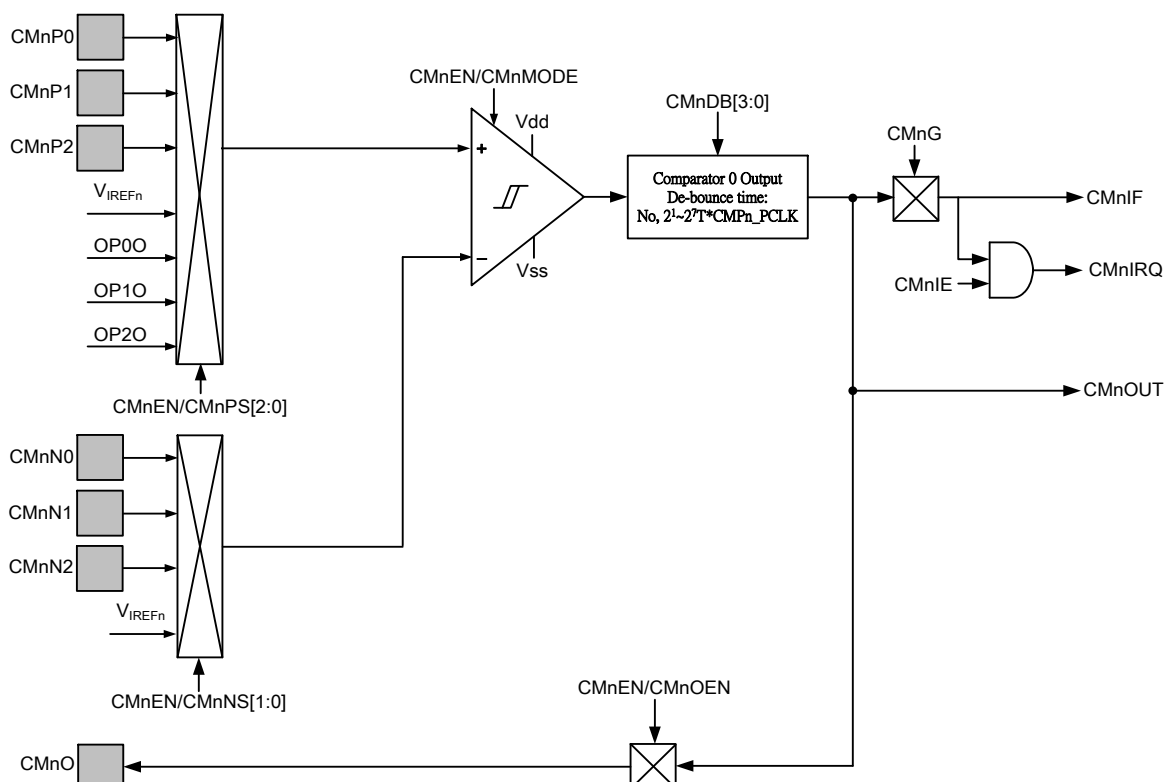 CMnP0
CMnP1
CMnP2
V_IREFn
OP0O
OP1O
OP2O
CMnEN/CMnPS[2:0]
CMnN0
CMnN1
CMnN2
V_IREFn
CMnEN/CMnNS[1:0]
CMnEN/CMnMODE
Vdd
+
−
Vss
CMnDB[3:0]
Comparator 0 Output
De-bounce time:
No, 2¹~2⁷T*CMPn_PCLK
CMnG
CMnIF
CMnIE
CMnIRQ
CMnOUT
CMnEN/CMnOEN
CMnO